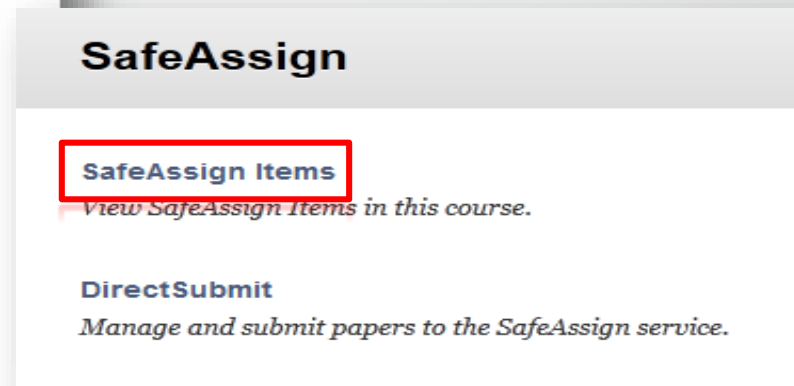 SafeAssign
SafeAssign Items
View SafeAssign Items in this course.
DirectSubmit
Manage and submit papers to the SafeAssign service.